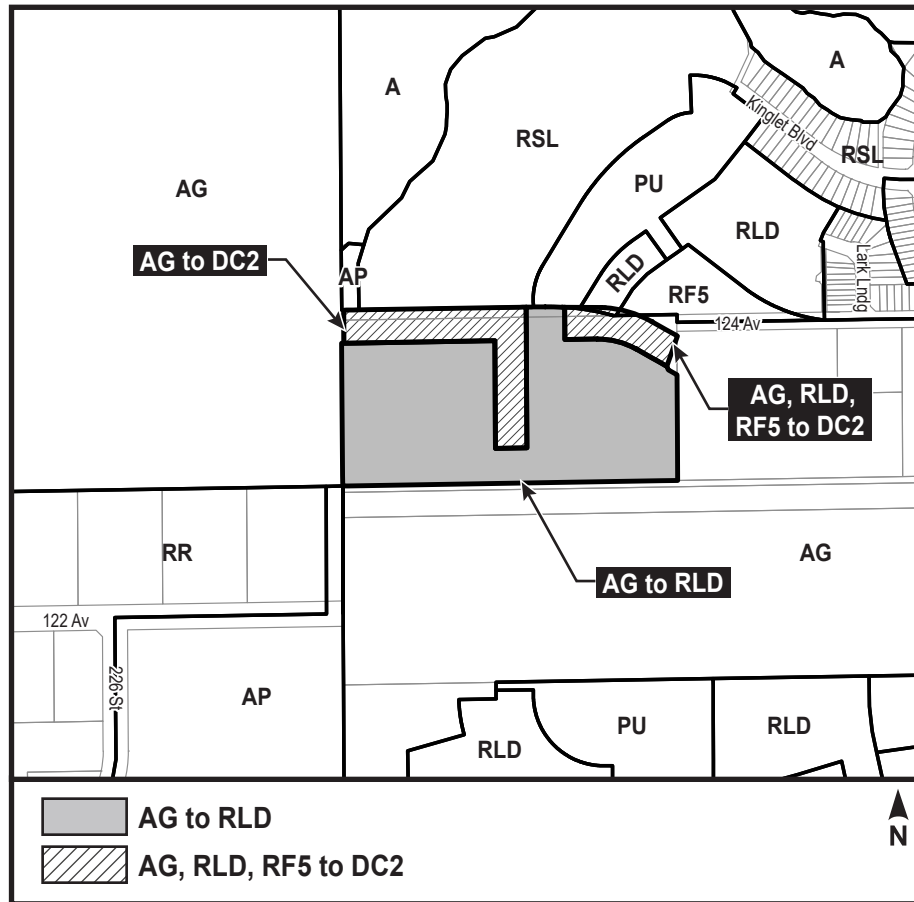 A
A
RSL
Kinglet Blvd
RSL
AG
PU
RLD
AG to DC2
AP
RLD
Lark Lndg
RF5
124 Av
AG, RLD,
RF5 to DC2
RR
AG
AG to RLD
122 Av
226 St
AP
PU
RLD
RLD
AG to RLD
N
AG, RLD, RF5 to DC2